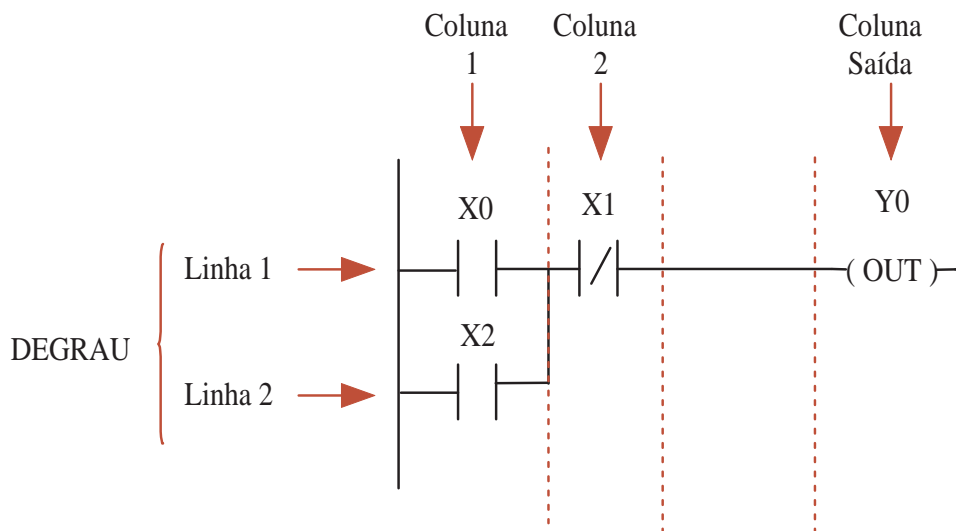 Coluna
1
Coluna
2
Coluna
Saída
X0
X1
Y0
Linha 1
( OUT )
DEGRAU
X2
Linha 2